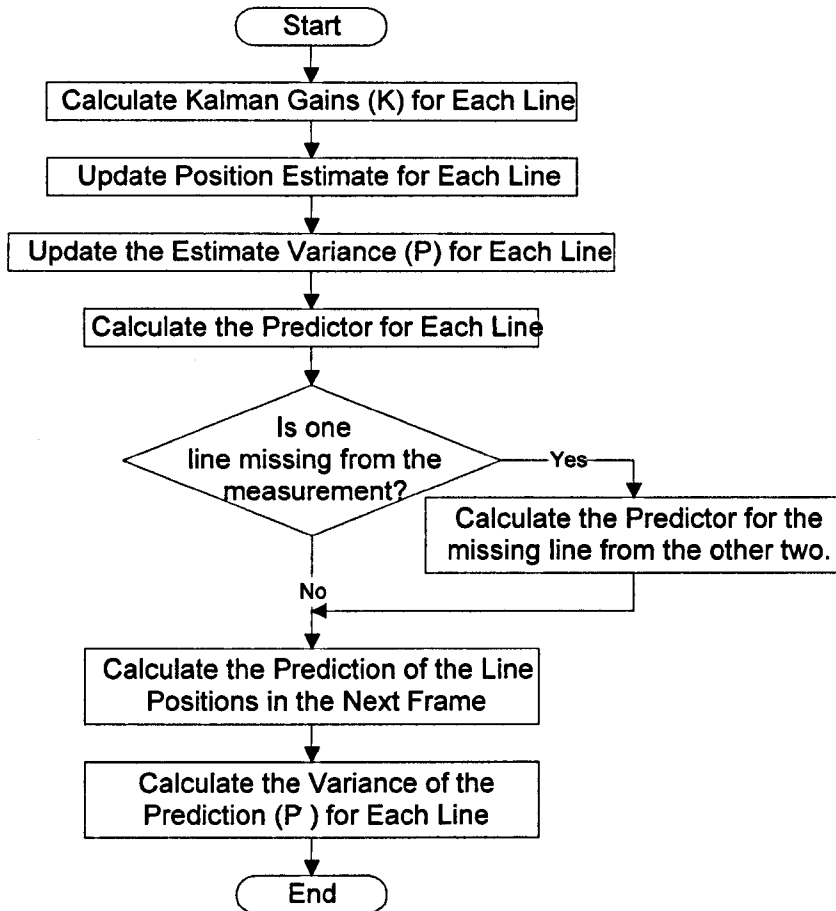 Start
Calculate Kalman Gains (K) for Each Line
Update Position Estimate for Each Line
Update the Estimate Variance (P) for Each Line
Calculate the Predictor for Each Line
Is one
line missing from the
measurement?
Yes
Calculate the Predictor for the
missing line from the other two.
No
Calculate the Prediction of the Line
Positions in the Next Frame
Calculate the Variance of the
Prediction (P' ) for Each Line
End